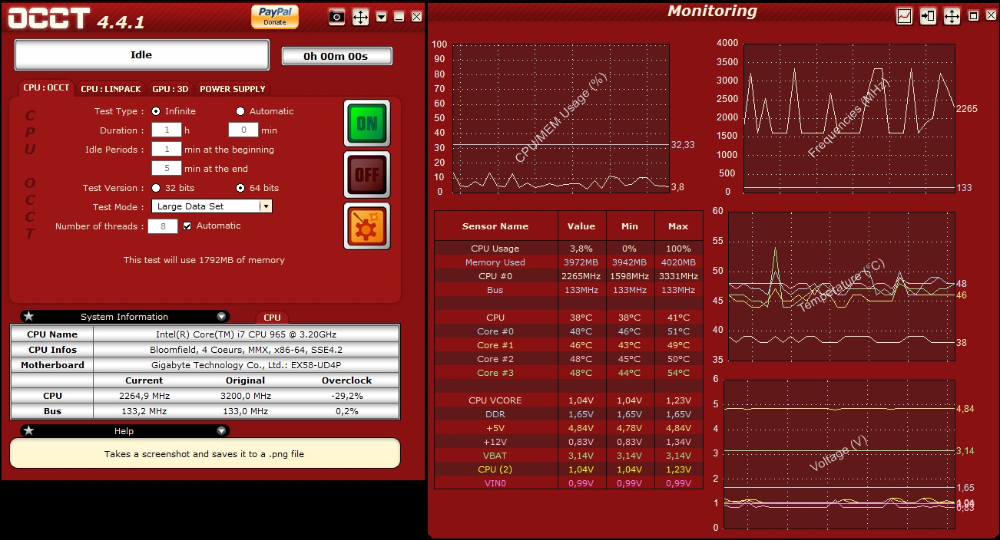 OCCT 4.4.1
PayPal
Donate
Idle
0h 00m 00s
CPU : OCCT CPU : LINPACK GPU : 3D POWER SUPPLY
CPU OCCT
Test Type : Infinite Automatic
Duration : 1 h 0 min
Idle Periods : 1 min at the beginning
5 min at the end
Test Version : 32 bits 64 bits
Test Mode : Large Data Set
Number of threads : 8 Automatic
This test will use 1792MB of memory
ON
OFF
System Information
CPU
CPU Name Intel(R) Core(TM) i7 CPU 965 @ 3.20GHz
CPU Infos Bloomfield, 4 Coeurs, MMX, x86-64, SSE4.2
Motherboard Gigabyte Technology Co., Ltd.: EX58-UD4P
Current Original Overclock
CPU 2264,9 MHz 3200,0 MHz -29,2%
Bus 133,2 MHz 133,0 MHz 0,2%
Help
Takes a screenshot and saves it to a .png file
Monitoring
100
90
80
70
60
50
40
30
20
10
0
CPU/MEM Usage (%)
32,33
3,8
4000
3500
3000
2500
2000
1500
1000
500
0
Frequencies (MHz)
2265
133
Sensor Name Value Min Max
CPU Usage 3,8% 0% 100%
Memory Used 3972MB 3942MB 4020MB
CPU #0 2265MHz 1598MHz 3331MHz
Bus 133MHz 133MHz 133MHz
CPU 38°C 38°C 41°C
Core #0 48°C 46°C 51°C
Core #1 46°C 43°C 49°C
Core #2 48°C 45°C 50°C
Core #3 48°C 44°C 54°C
CPU VCORE 1,04V 1,04V 1,23V
DDR 1,65V 1,65V 1,65V
+5V 4,84V 4,78V 4,84V
+12V 0,83V 0,83V 1,34V
VBAT 3,14V 3,14V 3,14V
CPU (2) 1,04V 1,04V 1,23V
VIN0 0,99V 0,99V 0,99V
60
55
50
45
40
35
Temperature (°C)
48
46
38
6
5
4
3
2
1
0
Voltage (V)
4,84
3,14
1,65
1,04
0,83